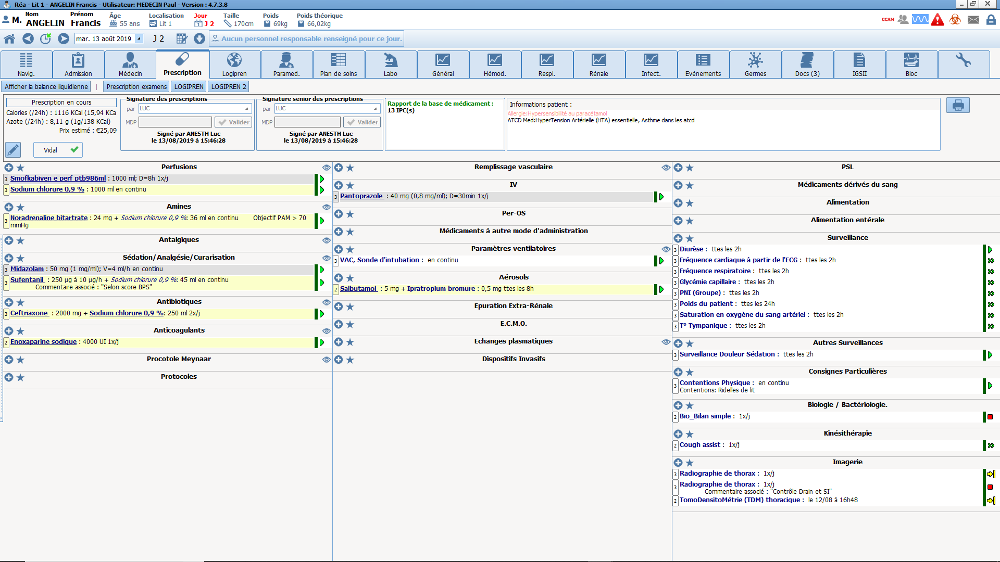 Réa - Lit 1 - ANGELIN Francis - Utilisateur: MEDECIN Paul - Version : 4.7.3.8
M.
Nom
ANGELIN
Prénom
Francis
Âge
55 ans
Localisation
Lit 1
Jour
J 2
Taille
170cm
Poids
69kg
Poids théorique
66,02kg
CCAM
mar. 13 août 2019
J 2
Aucun personnel responsable renseigné pour ce jour.
Navig.
Admission
Médecin
Prescription
Logipren
Paramed.
Plan de soins
Labo
Général
Hémod.
Respi.
Rénale
Infect.
Evénements
Germes
Docs (3)
IGSII
Bloc
Afficher la balance liquidienne
|
Prescription examens
LOGIPREN
LOGIPREN 2
Prescription en cours
Calories (/24h) : 1116 KCal (15,94 KCa
Azote (/24h) : 8,11 g (1g/138 KCal)
Prix estimé : €25,09
Vidal
Signature des prescriptions
par LUC
MDP Valider
Signé par ANESTH Luc
le 13/08/2019 à 15:46:28
Signature senior des prescriptions
par LUC
MDP Valider
Signé par ANESTH Luc
le 13/08/2019 à 15:46:28
Rapport de la base de médicament :
13 IPC(s)
Informations patient :
Allergie:Hypersensibilité au paracétamol
ATCD Med:HyperTension Artérielle (HTA) essentielle, Asthme dans les atcd
Perfusions
3 Smofkabiven e perf ptb986ml : 1000 ml; D=8h 1x/j
3 Sodium chlorure 0,9 % : 1000 ml en continu
Amines
3 Noradrenaline bitartrate : 24 mg + Sodium chlorure 0,9 %: 36 ml en continu Objectif PAM > 70
mmHg
Antalgiques
Sédation/Analgésie/Curarisation
3 Midazolam : 50 mg (1 mg/ml); V=4 ml/h en continu
3 Sufentanil : 250 µg à 10 µg/h + Sodium chlorure 0,9 %: 45 ml en continu
Commentaire associé : "Selon score BPS"
Antibiotiques
3 Ceftriaxone : 2000 mg + Sodium chlorure 0,9 %: 250 ml 2x/j
Anticoagulants
2 Enoxaparine sodique : 4000 UI 1x/j
Procotole Meynaar
Protocoles
Remplissage vasculaire
IV
3 Pantoprazole : 40 mg (0,8 mg/ml); D=30min 1x/j
Per-OS
Médicaments à autre mode d'administration
Paramètres ventilatoires
3 VAC, Sonde d'intubation : en continu
Aérosols
2 Salbutamol : 5 mg + Ipratropium bromure : 0,5 mg ttes les 8h
Epuration Extra-Rénale
E.C.M.O.
Echanges plasmatiques
Dispositifs Invasifs
PSL
Médicaments dérivés du sang
Alimentation
Alimentation entérale
Surveillance
3 Diurèse : ttes les 2h
3 Fréquence cardiaque à partir de l'ECG : ttes les 2h
3 Fréquence respiratoire : ttes les 2h
3 Glycémie capillaire : ttes les 2h
3 PNI (Groupe) : ttes les 2h
3 Poids du patient : ttes les 24h
3 Saturation en oxygène du sang artériel : ttes les 2h
3 T° Tympanique : ttes les 2h
Autres Surveillances
3 Surveillance Douleur Sédation : ttes les 2h
Consignes Particulières
3 Contentions Physique : en continu
Contentions: Ridelles de lit
Biologie / Bactériologie.
2 Bio_Bilan simple : 1x/j
Kinésithérapie
2 Cough assist : 1x/j
Imagerie
3 Radiographie de thorax : 1x/j
3 Radiographie de thorax : 1x/j
Commentaire associé : "Contrôle Drain et SI"
2 TomoDensitoMétrie (TDM) thoracique : le 12/08 à 16h48